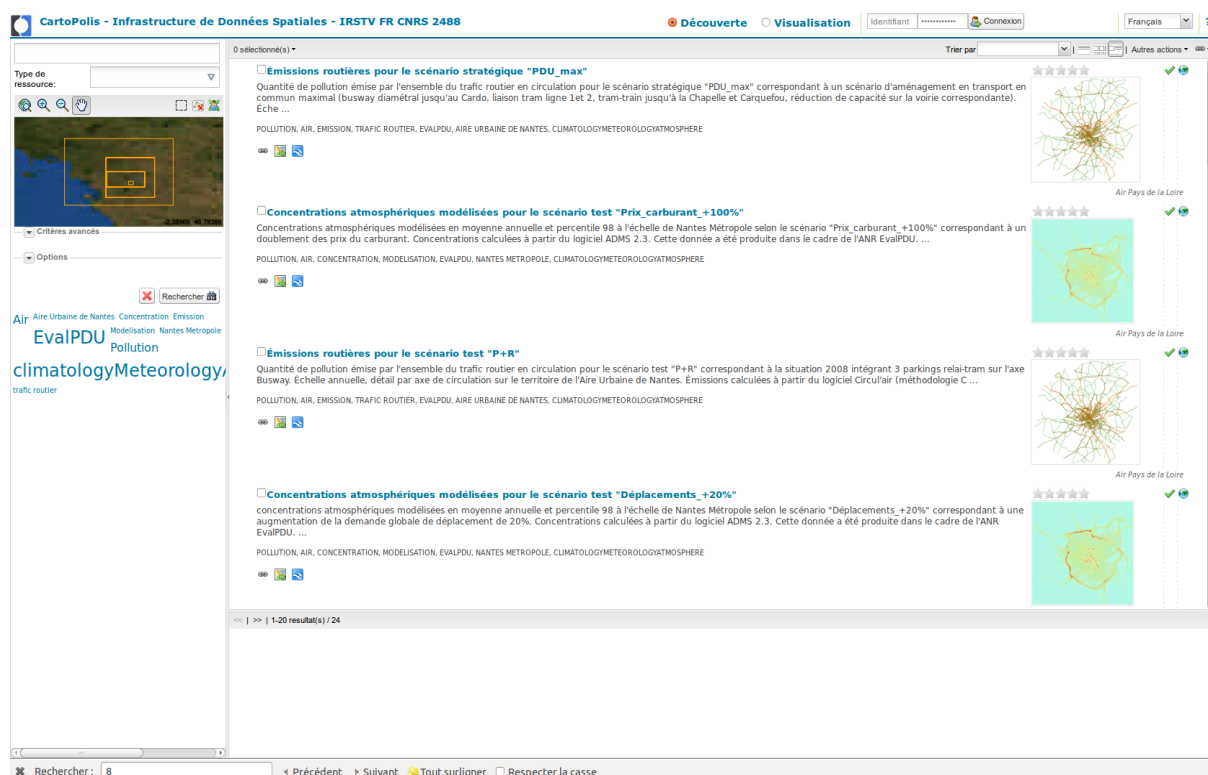 CartoPolis - Infrastructure de Données Spatiales - IRSTV FR CNRS 2488
Découverte
Visualisation
Identifiant
Connexion
Français
?
Type de
ressource:
-2.38969, 46.78369
Critères avancés
Options
Rechercher
Air Aire Urbaine de Nantes Concentration Emission
EvalPDU Modelisation Nantes Metropole
Pollution
climatologyMeteorologyA
trafic routier
0 sélectionné(s)
Trier par
Autres actions
Émissions routières pour le scénario stratégique "PDU_max"
Quantité de pollution émise par l'ensemble du trafic routier en circulation pour le scénario stratégique "PDU_max" correspondant à un scénario d'aménagement en transport en
commun maximal (busway diamétral jusqu'au Cardo, liaison tram ligne 1et 2, tram-train jusqu'à la Chapelle et Carquefou, réduction de capacité sur la voirie correspondante).
Éche ...
POLLUTION, AIR, EMISSION, TRAFIC ROUTIER, EVALPDU, AIRE URBAINE DE NANTES, CLIMATOLOGYMETEOROLOGYATMOSPHERE
Air Pays de la Loire
Concentrations atmosphériques modélisées pour le scénario test "Prix_carburant_+100%"
Concentrations atmosphériques modélisées en moyenne annuelle et percentile 98 à l'échelle de Nantes Métropole selon le scénario "Prix_carburant_+100%" correspondant à un
doublement des prix du carburant. Concentrations calculées à partir du logiciel ADMS 2.3. Cette donnée a été produite dans le cadre de l'ANR EvalPDU. ...
POLLUTION, AIR, CONCENTRATION, MODELISATION, EVALPDU, NANTES METROPOLE, CLIMATOLOGYMETEOROLOGYATMOSPHERE
Air Pays de la Loire
Émissions routières pour le scénario test "P+R"
Quantité de pollution émise par l'ensemble du trafic routier en circulation pour le scénario test "P+R" correspondant à la situation 2008 intégrant 3 parkings relai-tram sur l'axe
Busway. Échelle annuelle, détail par axe de circulation sur le territoire de l'Aire Urbaine de Nantes. Émissions calculées à partir du logiciel Circul'air (méthodologie C ...
POLLUTION, AIR, EMISSION, TRAFIC ROUTIER, EVALPDU, AIRE URBAINE DE NANTES, CLIMATOLOGYMETEOROLOGYATMOSPHERE
Air Pays de la Loire
Concentrations atmosphériques modélisées pour le scénario test "Déplacements_+20%"
concentrations atmosphériques modélisées en moyenne annuelle et percentile 98 à l'échelle de Nantes Métropole selon le scénario "Déplacements_+20%" correspondant à une
augmentation de la demande globale de déplacement de 20%. Concentrations calculées à partir du logiciel ADMS 2.3. Cette donnée a été produite dans le cadre de l'ANR
EvalPDU. ...
POLLUTION, AIR, CONCENTRATION, MODELISATION, EVALPDU, NANTES METROPOLE, CLIMATOLOGYMETEOROLOGYATMOSPHERE
<< | >> | 1-20 resultat(s) / 24
Rechercher : 8 Précédent Suivant Tout surligner Respecter la casse